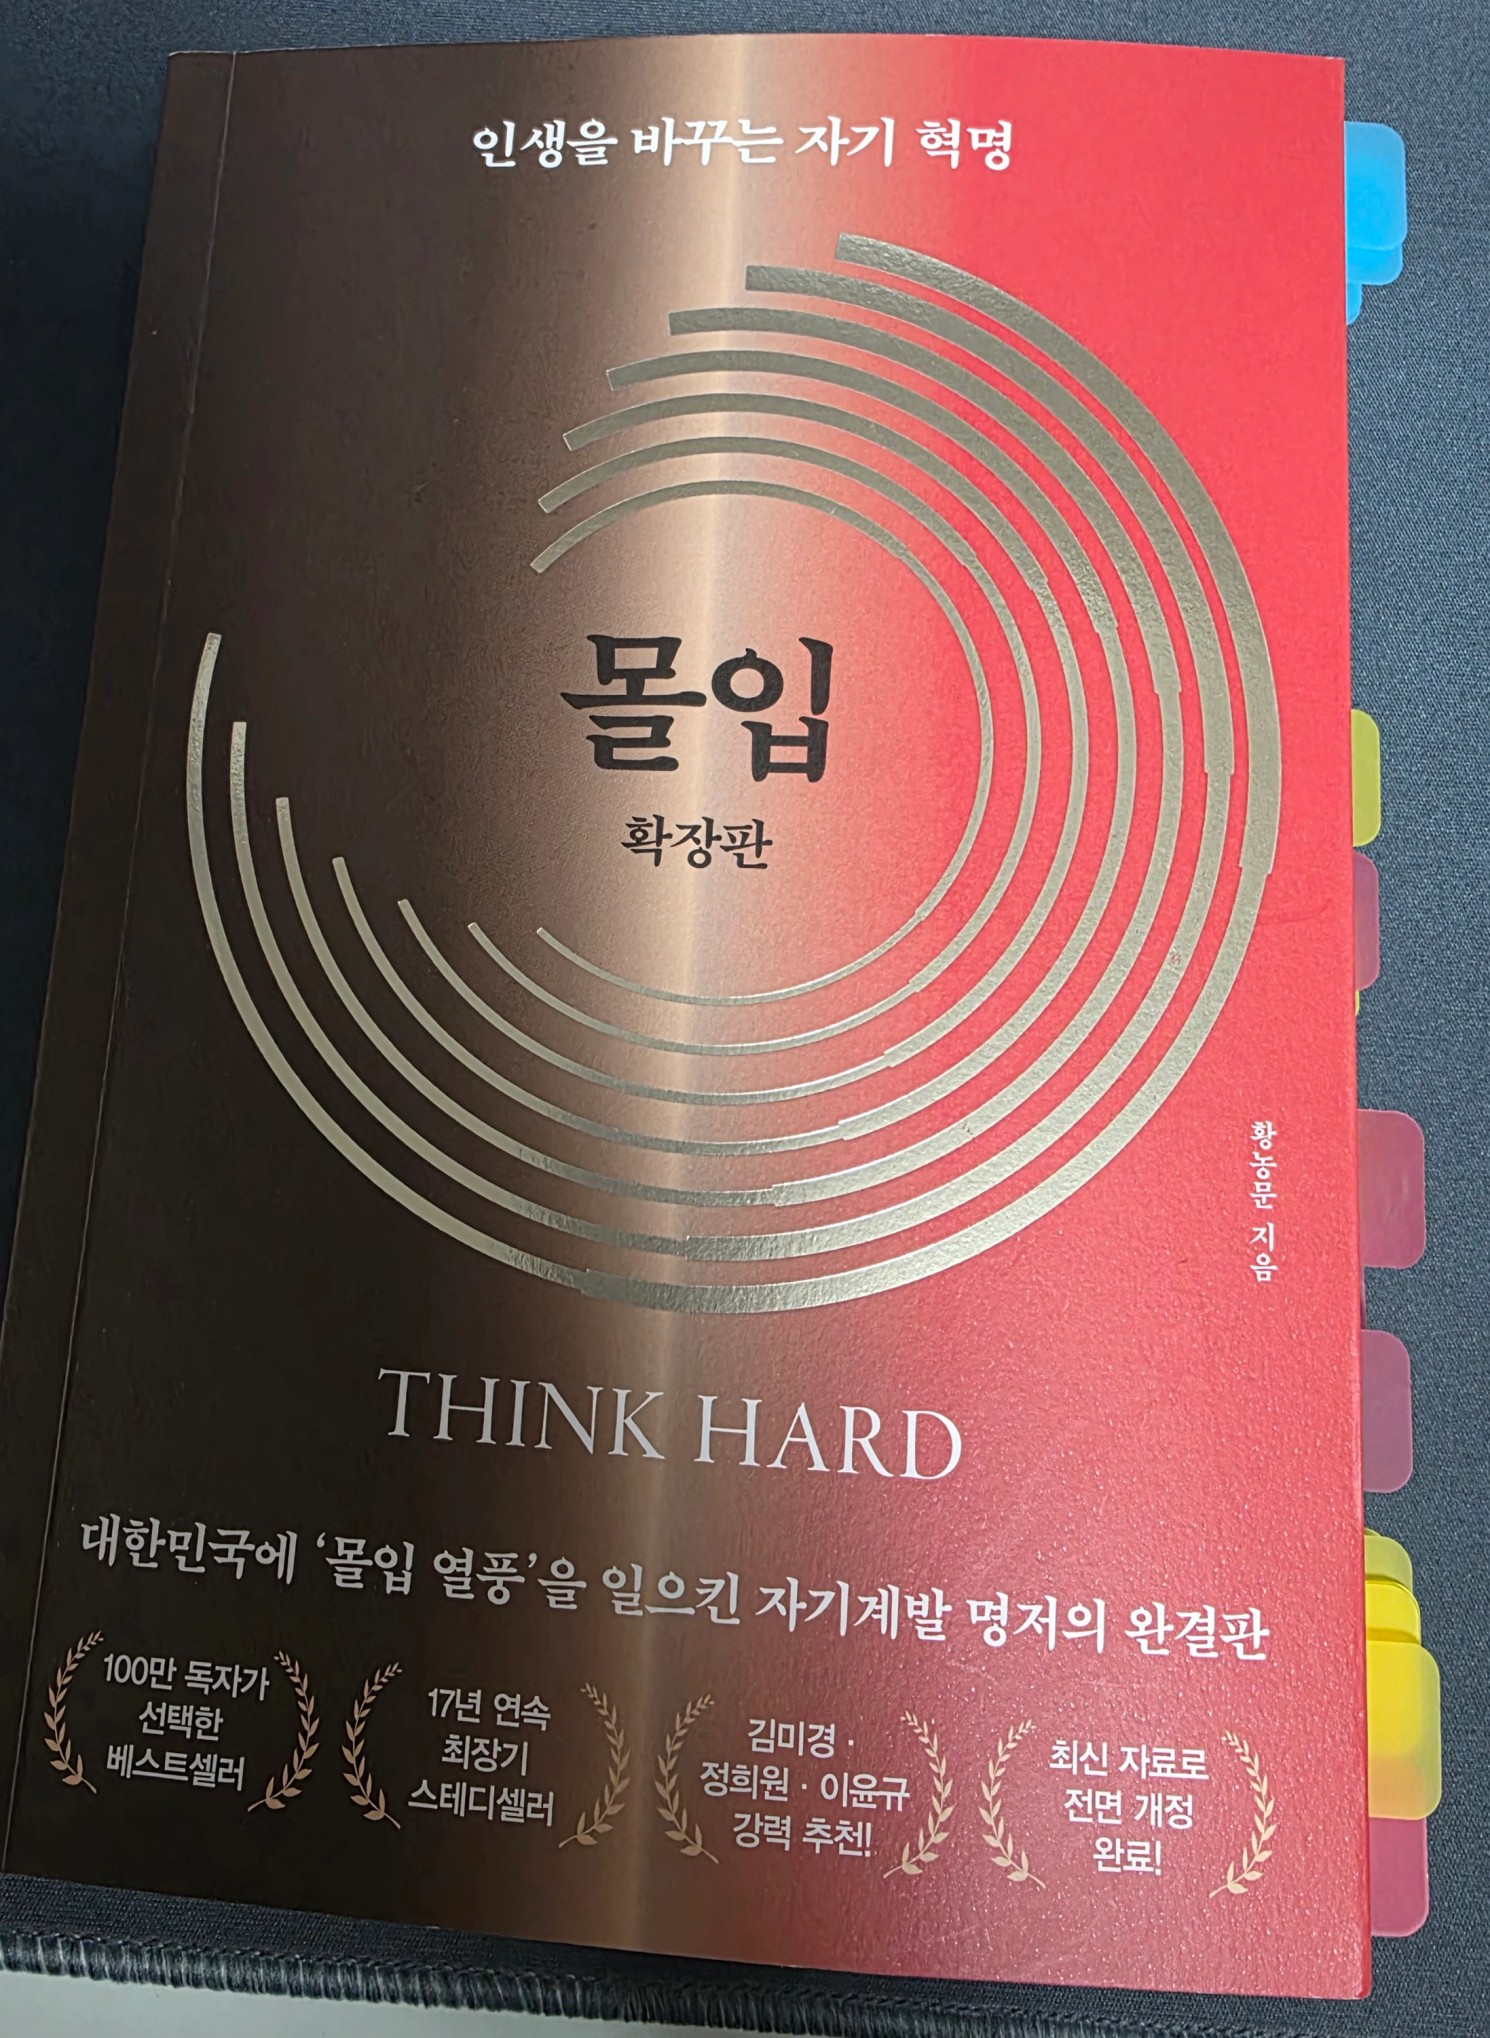 인생을 바꾸는 자기 혁명
몰입
확장판
황농문 지음
THINK HARD
대한민국에 ‘몰입 열풍’을 일으킨 자기계발 명저의 완결판
100만 독자가
선택한
베스트셀러
17년 연속
최장기
스테디셀러
김미경 ·
정희원 · 이윤규
강력 추천!
최신 자료로
전면 개정
완료!